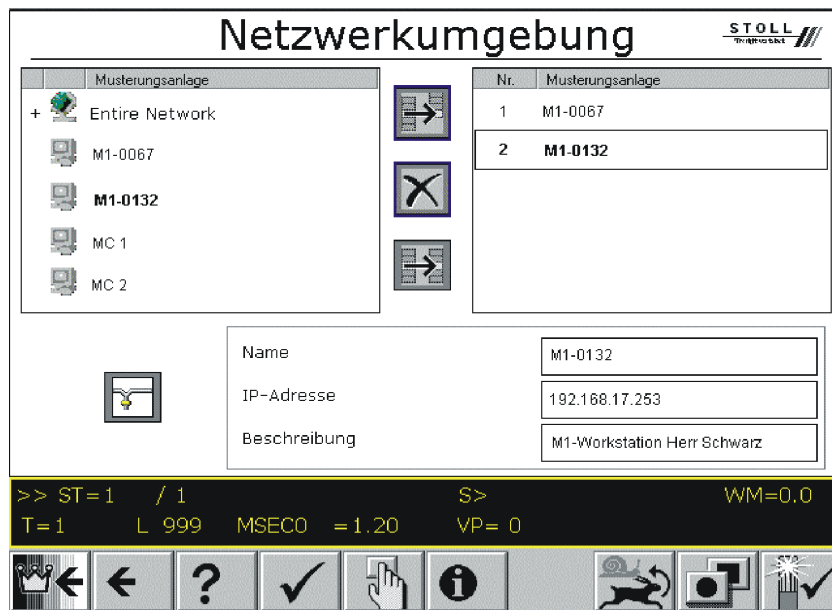 Netzwerkumgebung
STOLL
Musterungsanlage
+ Entire Network
M1-0067
M1-0132
MC 1
MC 2
Nr. Musterungsanlage
1 M1-0067
2 M1-0132
Name M1-0132
IP-Adresse 192.168.17.253
Beschreibung M1-Workstation Herr Schwarz
>> ST=1 / 1 S> WM=0.0
T=1 L 999 MSEC0 =1.20 VP= 0